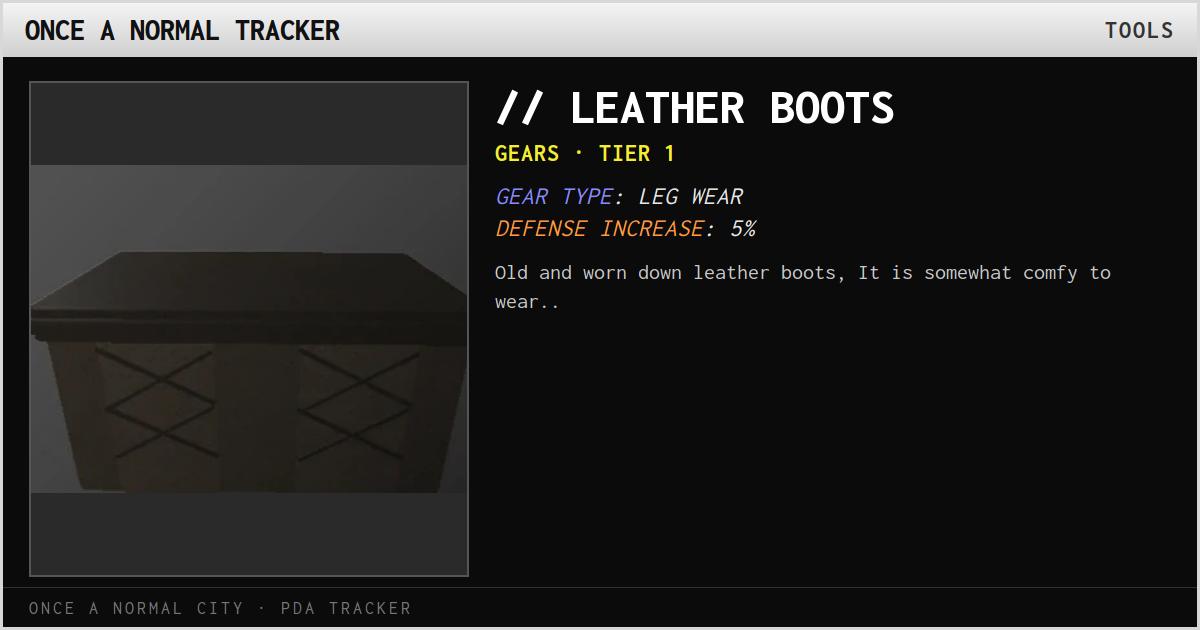 ONCE A NORMAL TRACKER
TOOLS
// LEATHER BOOTS
GEARS · TIER 1
GEAR TYPE: LEG WEAR
DEFENSE INCREASE: 5%
Old and worn down leather boots, It is somewhat comfy to
wear..
ONCE A NORMAL CITY · PDA TRACKER